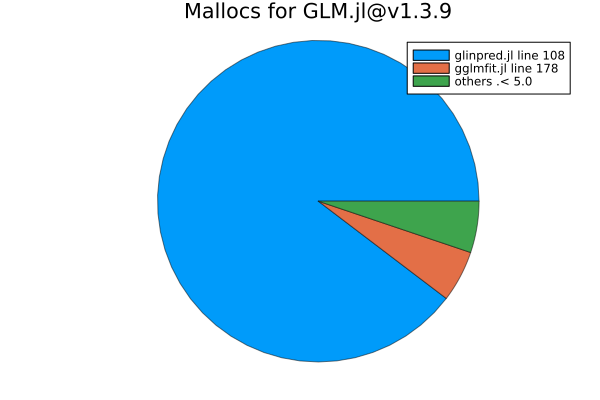 Mallocs for GLM.jl@v1.3.9
glinpred.jl line 108
gglmfit.jl line 178
others .< 5.0